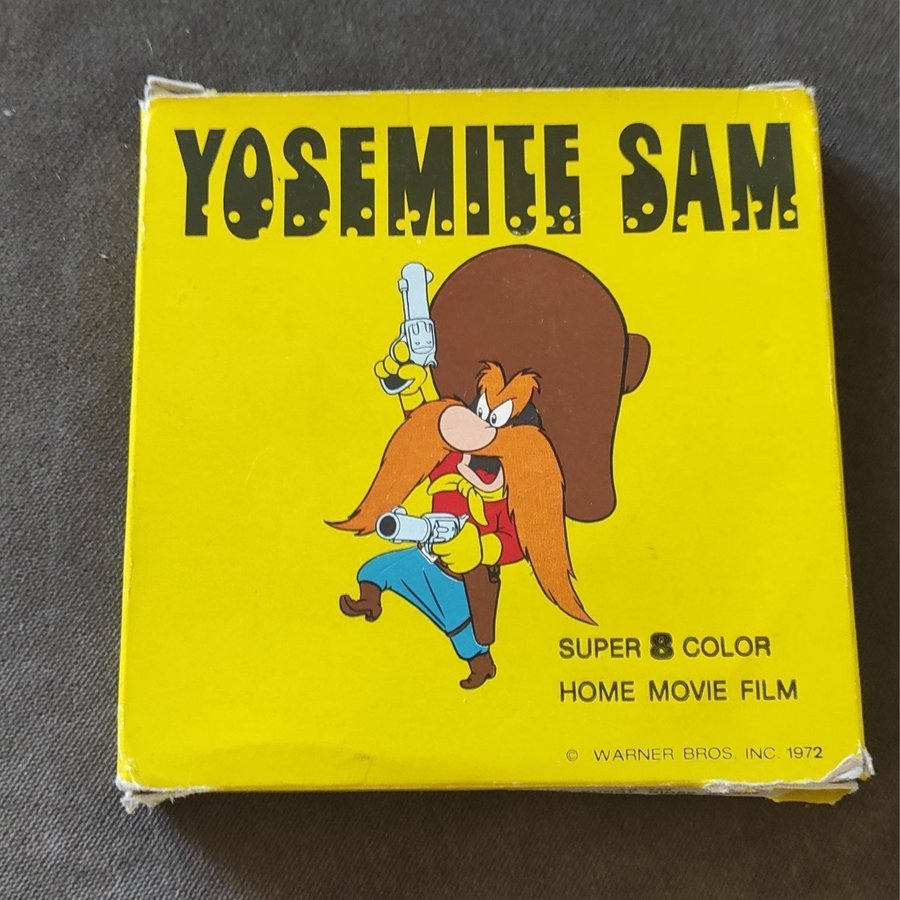 YOSEMITE SAM
SUPER 8 COLOR
HOME MOVIE FILM
© WARNER BROS. INC. 1972